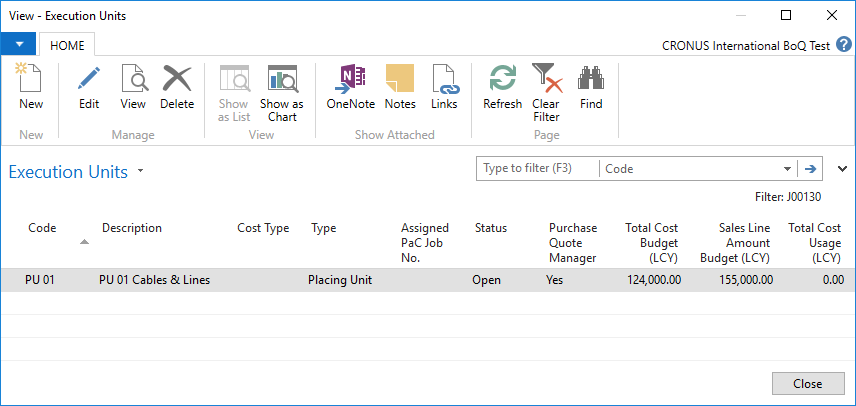 View - Execution Units
HOME
CRONUS International BoQ Test
New
Edit
View
Delete
Show as List
Show as Chart
OneNote
Notes
Links
Refresh
Clear Filter
Find
New
Manage
View
Show Attached
Page
Execution Units
Type to filter (F3)
Code
Filter: J00130
Code
Description
Cost Type
Type
Assigned PaC Job No.
Status
Purchase Quote Manager
Total Cost Budget (LCY)
Sales Line Amount Budget (LCY)
Total Cost Usage (LCY)
PU 01
PU 01 Cables & Lines
Placing Unit
Open
Yes
124,000.00
155,000.00
0.00
Close